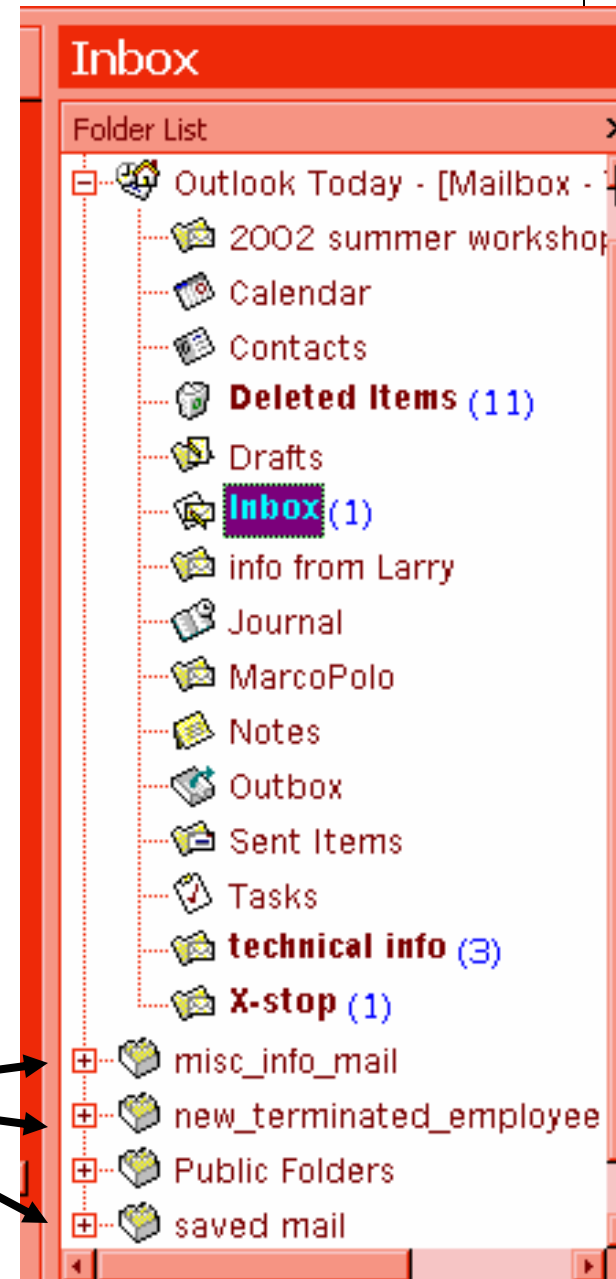 Inbox
Folder List
Outlook Today - [Mailbox -
2002 summer workshop
Calendar
Contacts
Deleted Items (11)
Drafts
Inbox (1)
info from Larry
Journal
MarcoPolo
Notes
Outbox
Sent Items
Tasks
technical info (3)
X-stop (1)
misc_info_mail
new_terminated_employee
Public Folders
saved mail